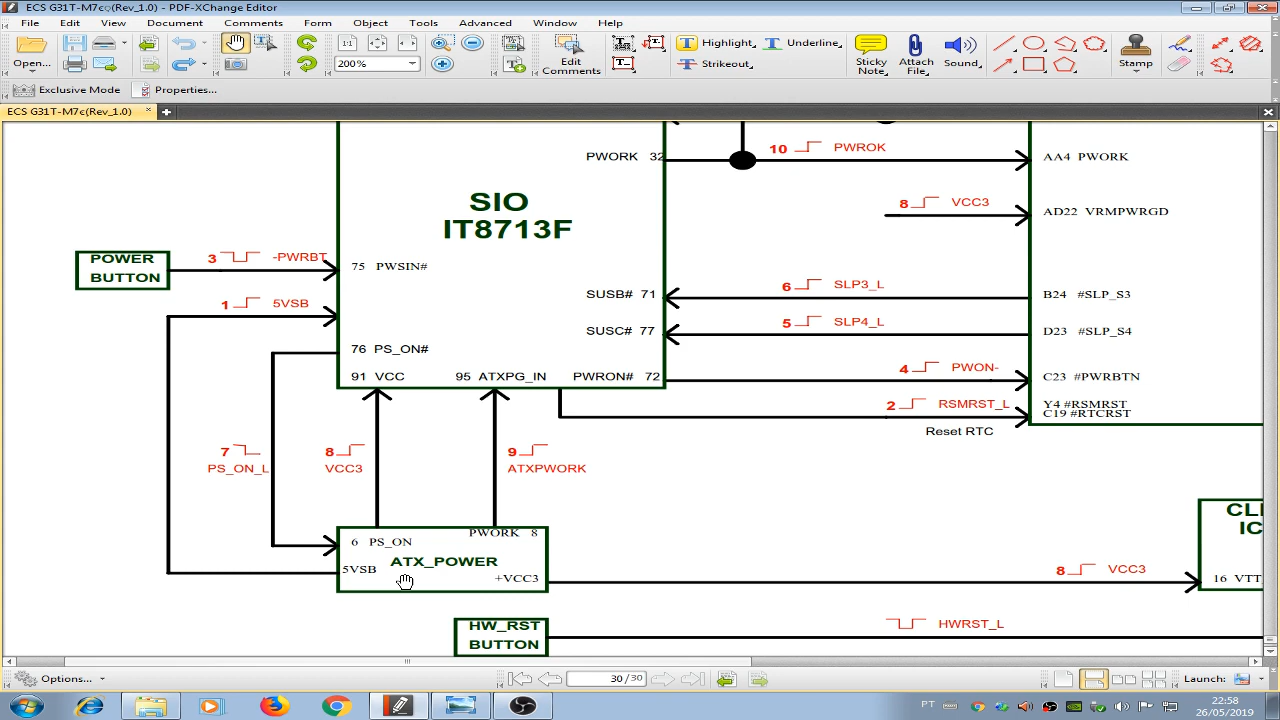 ECS G31T-M7c(Rev_1.0) - PDF-XChange Editor
File Edit View Document Comments Form Object Tools Advanced Window Help
Open... 200% Edit Comments Highlight Underline Strikeout Sticky Note Attach File Sound Stamp
Exclusive Mode Properties...
ECS G31T-M7c(Rev_1.0)
PWORK 32 10 PWROK AA4 PWORK
SIO
IT8713F
8 VCC3 AD22 VRMPWRGD
POWER
BUTTON
3 -PWRBT 75 PWSIN#
1 5VSB
SUSB# 71 6 SLP3_L B24 #SLP_S3
SUSC# 77 5 SLP4_L D23 #SLP_S4
76 PS_ON#
91 VCC 95 ATXPG_IN PWRON# 72 4 PWON- C23 #PWRBTN
2 RSMRST_L Y4 #RSMRST
C19 #RTCRST
Reset RTC
7 PS_ON_L
8 VCC3
9 ATXPWORK
6 PS_ON PWORK 8
ATX_POWER
5VSB +VCC3
8 VCC3 16 VTT_
IC
HW_RST
BUTTON
HWRST_L
Options... 30/30 Launch:
PT 22:58
26/05/2019